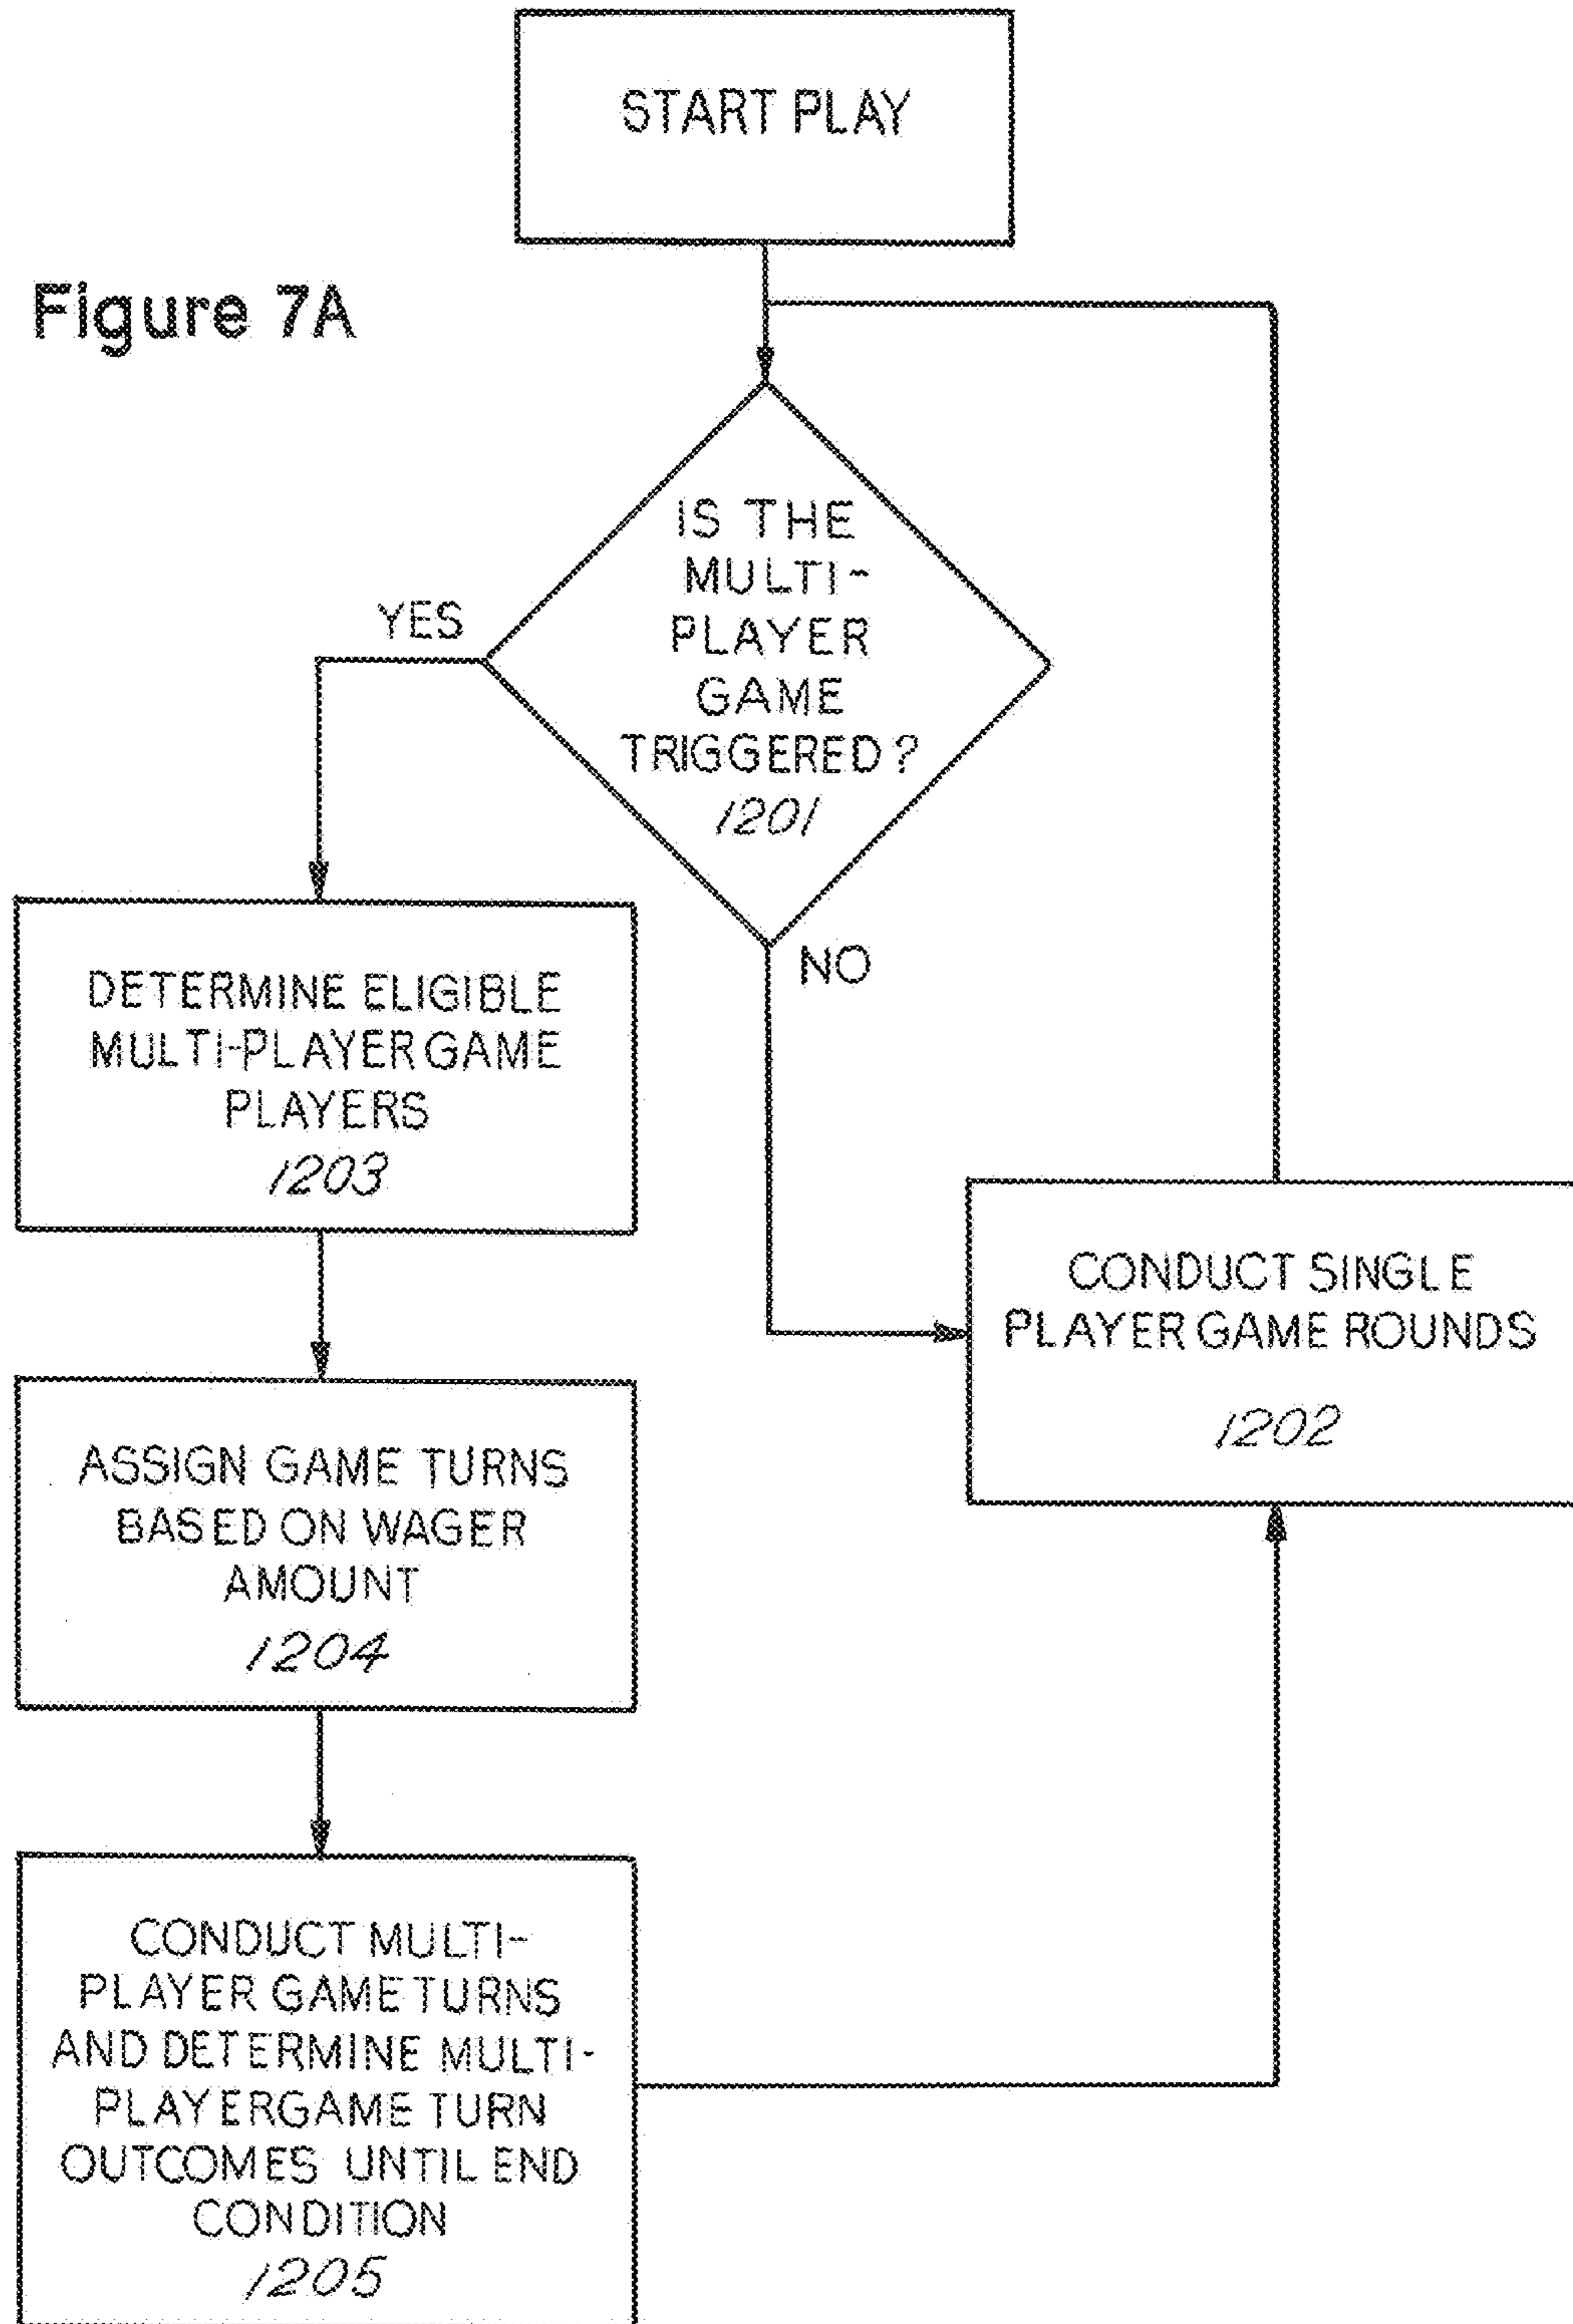 START PLAY
Figure 7A
IS THE
MULTI-
PLAYER
GAME
TRIGGERED?
1201
YES
NO
DETERMINE ELIGIBLE
MULTI-PLAYER GAME
PLAYERS
1203
CONDUCT SINGLE
PLAYER GAME ROUNDS
1202
ASSIGN GAME TURNS
BASED ON WAGER
AMOUNT
1204
CONDUCT MULTI-
PLAYER GAME TURNS
AND DETERMINE MULTI-
PLAYERGAME TURN
OUTCOMES UNTIL END
CONDITION
1205